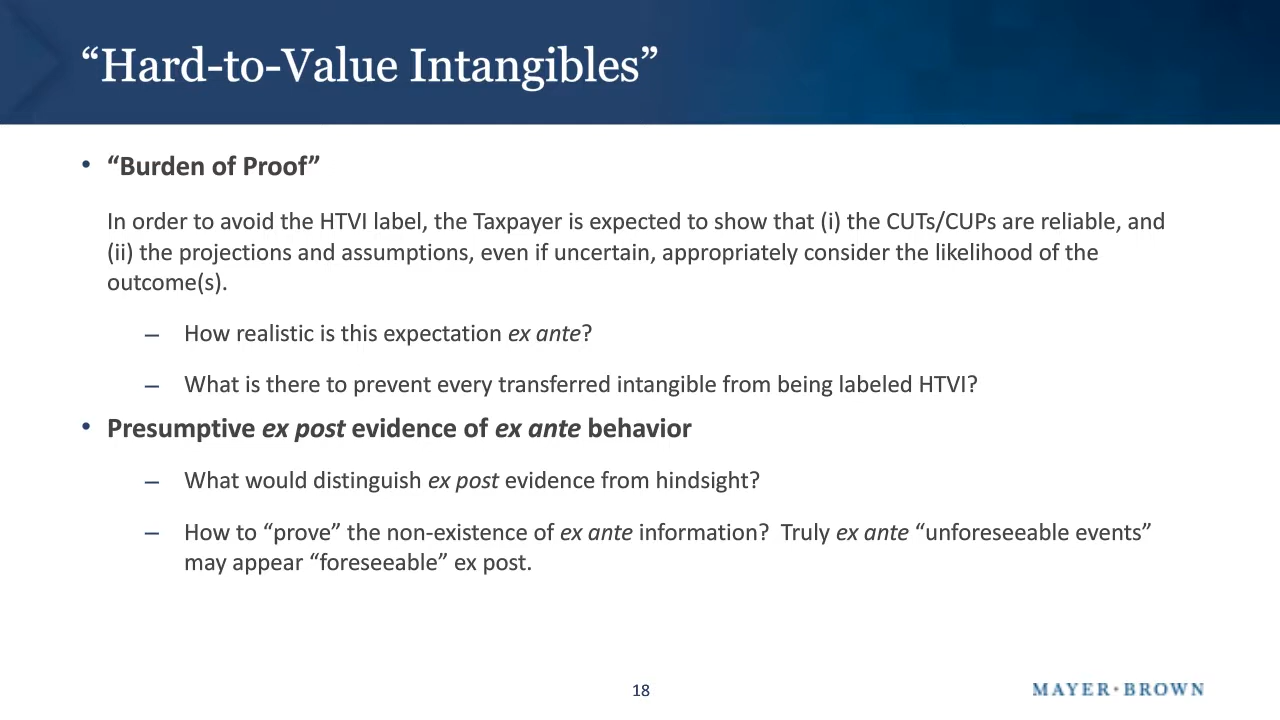 “Hard-to-Value Intangibles”
• “Burden of Proof”
In order to avoid the HTVI label, the Taxpayer is expected to show that (i) the CUTs/CUPs are reliable, and
(ii) the projections and assumptions, even if uncertain, appropriately consider the likelihood of the
outcome(s).
– How realistic is this expectation ex ante?
– What is there to prevent every transferred intangible from being labeled HTVI?
• Presumptive ex post evidence of ex ante behavior
– What would distinguish ex post evidence from hindsight?
– How to “prove” the non-existence of ex ante information?  Truly ex ante “unforeseeable events”
may appear “foreseeable” ex post.
18
MAYER·BROWN